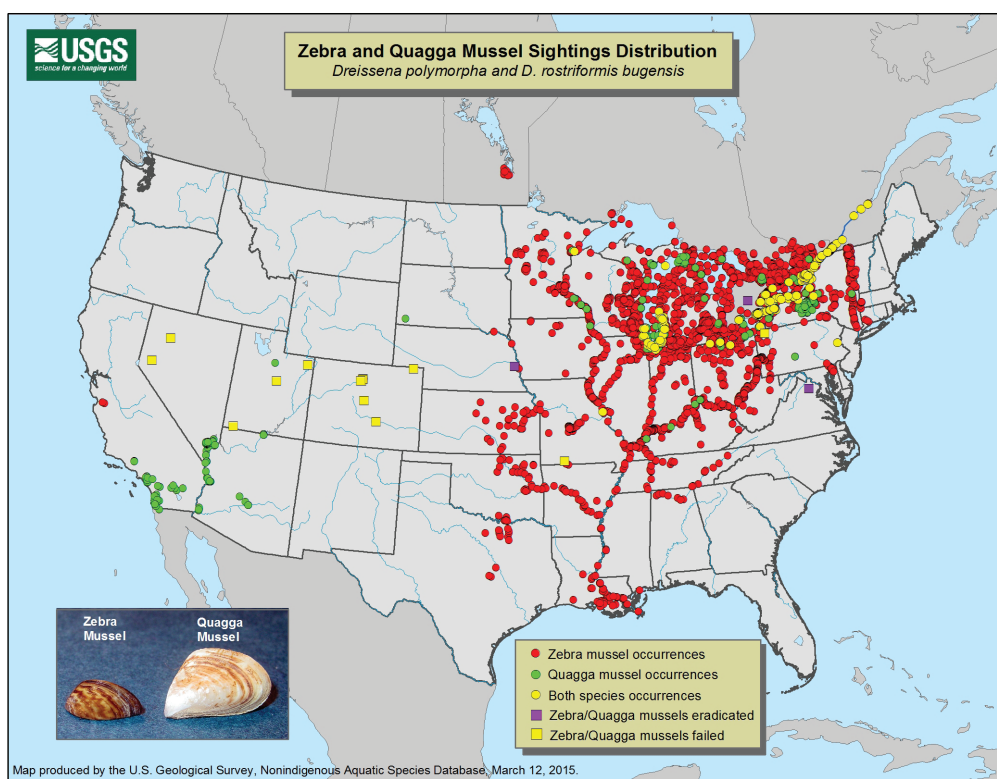 USGS
science for a changing world
Zebra and Quagga Mussel Sightings Distribution
Dreissena polymorpha and D. rostriformis bugensis
Zebra
Mussel
Quagga
Mussel
Zebra mussel occurrences
Quagga mussel occurrences
Both species occurrences
Zebra/Quagga mussels eradicated
Zebra/Quagga mussels failed
Map produced by the U.S. Geological Survey, Nonindigenous Aquatic Species Database, March 12, 2015.